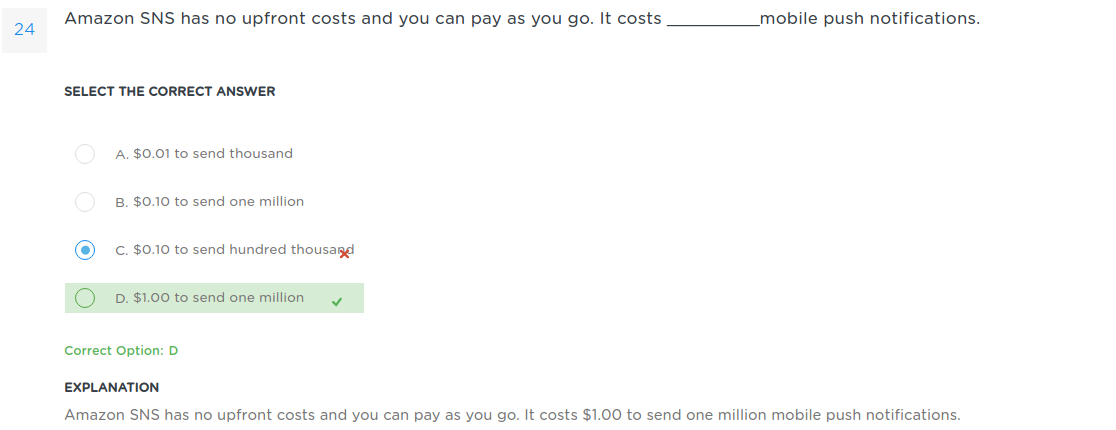 24
Amazon SNS has no upfront costs and you can pay as you go. It costs __________mobile push notifications.
SELECT THE CORRECT ANSWER
A. $0.01 to send thousand
B. $0.10 to send one million
C. $0.10 to send hundred thousand
D. $1.00 to send one million
Correct Option: D
EXPLANATION
Amazon SNS has no upfront costs and you can pay as you go. It costs $1.00 to send one million mobile push notifications.